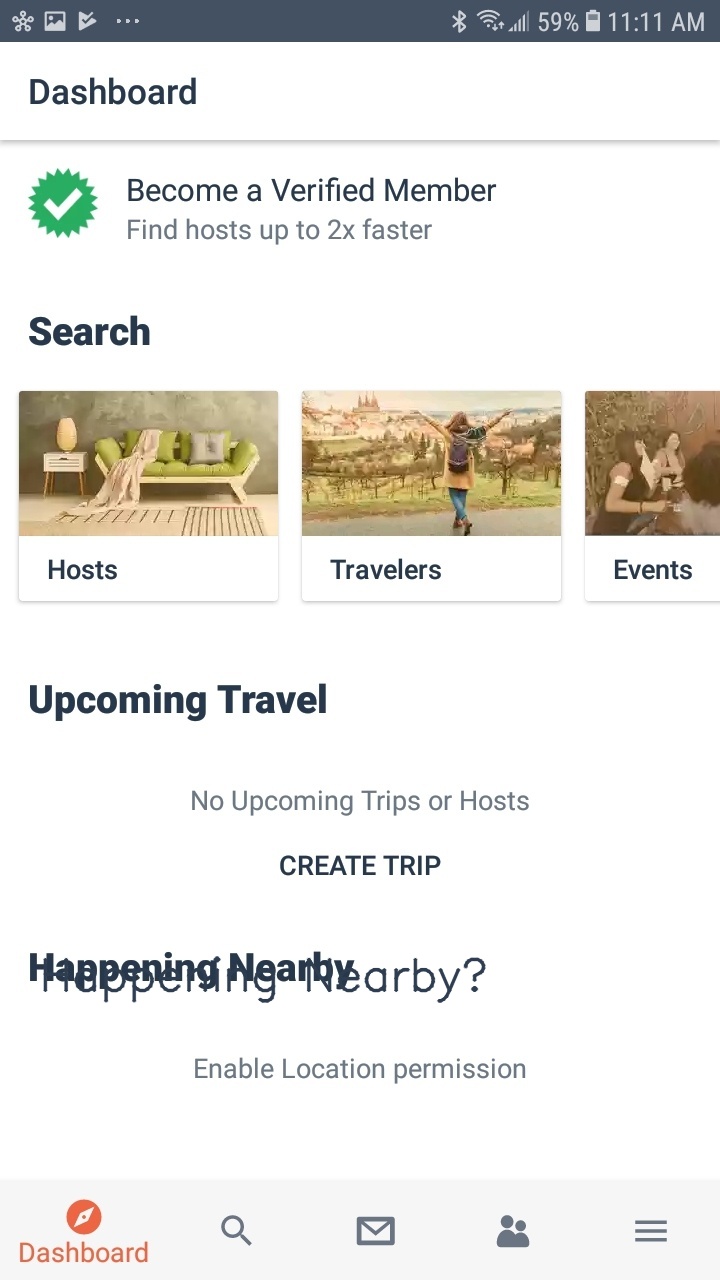 59% 11:11 AM
Dashboard
Become a Verified Member
Find hosts up to 2x faster
Search
Hosts Travelers Events
Upcoming Travel
No Upcoming Trips or Hosts
CREATE TRIP
Happening Nearby
Happening Nearby?
Enable Location permission
Dashboard